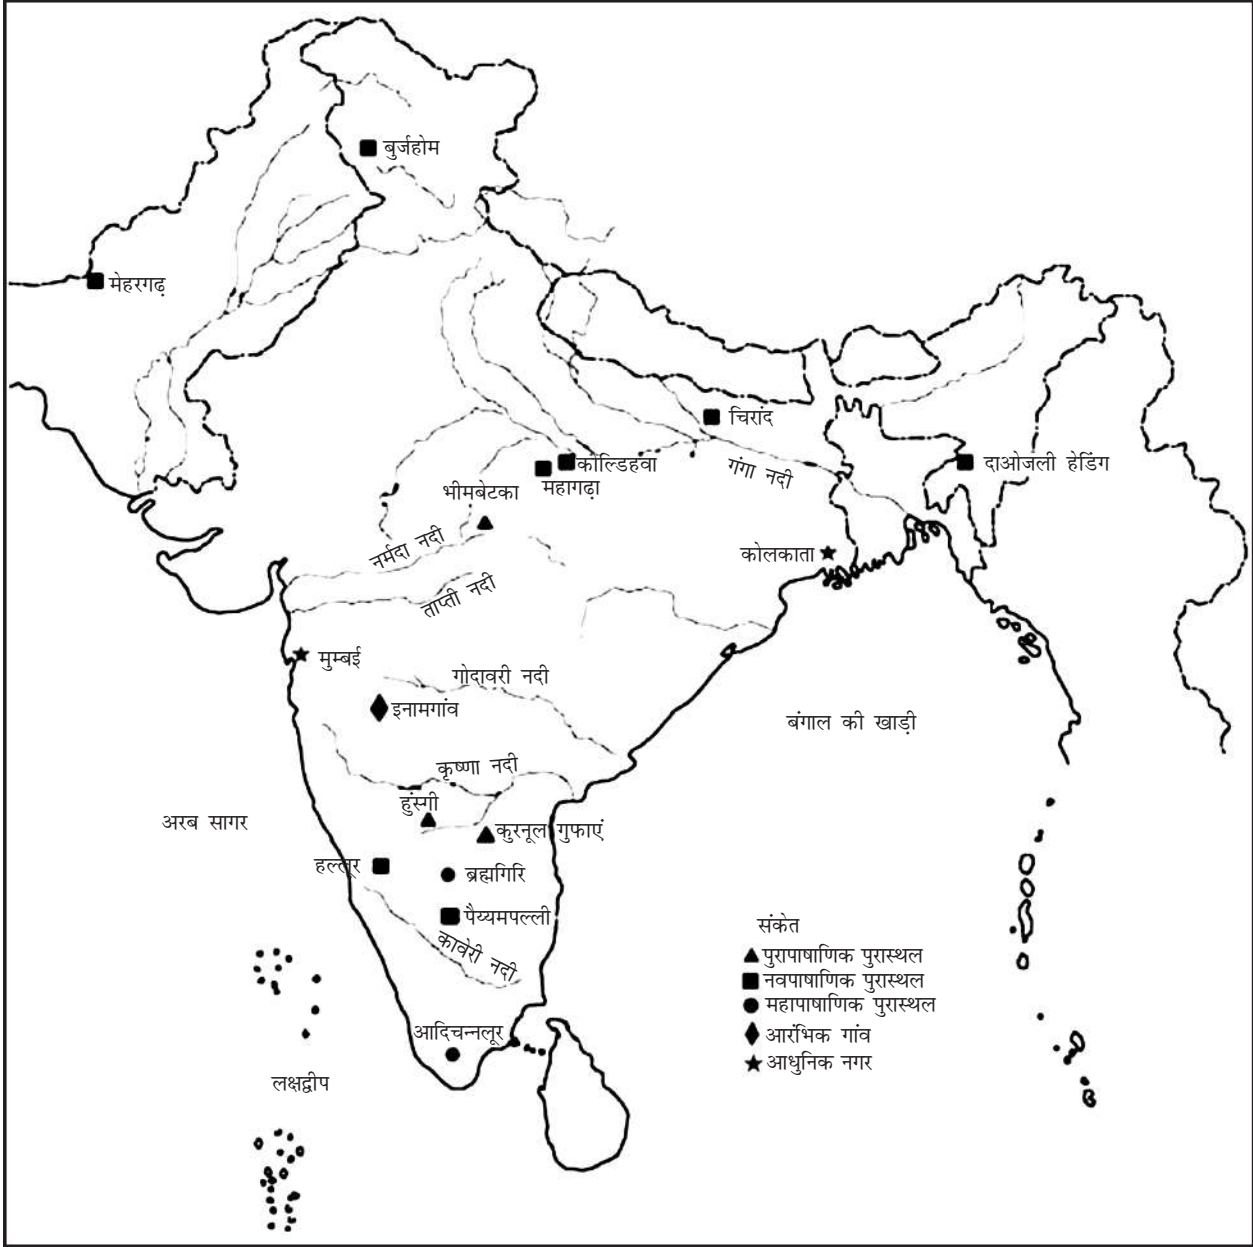 बुर्जहोम
मेहरगढ़
चिरांद
कोल्डिहवा
महागढ़ा
गंगा नदी
दाओजली हेडिंग
भीमबेटका
नर्मदा नदी
कोलकाता
ताप्ती नदी
मुम्बई
गोदावरी नदी
इनामगांव
बंगाल की खाड़ी
कृष्णा नदी
हुंस्गी
अरब सागर
कुरनूल गुफाएं
हल्लूर
ब्रह्मगिरि
पैय्यमपल्ली
कावेरी नदी
संकेत
पुरापाषाणिक पुरास्थल
नवपाषाणिक पुरास्थल
महापाषाणिक पुरास्थल
आरंभिक गांव
आधुनिक नगर
आदिचन्नलूर
लक्षद्वीप